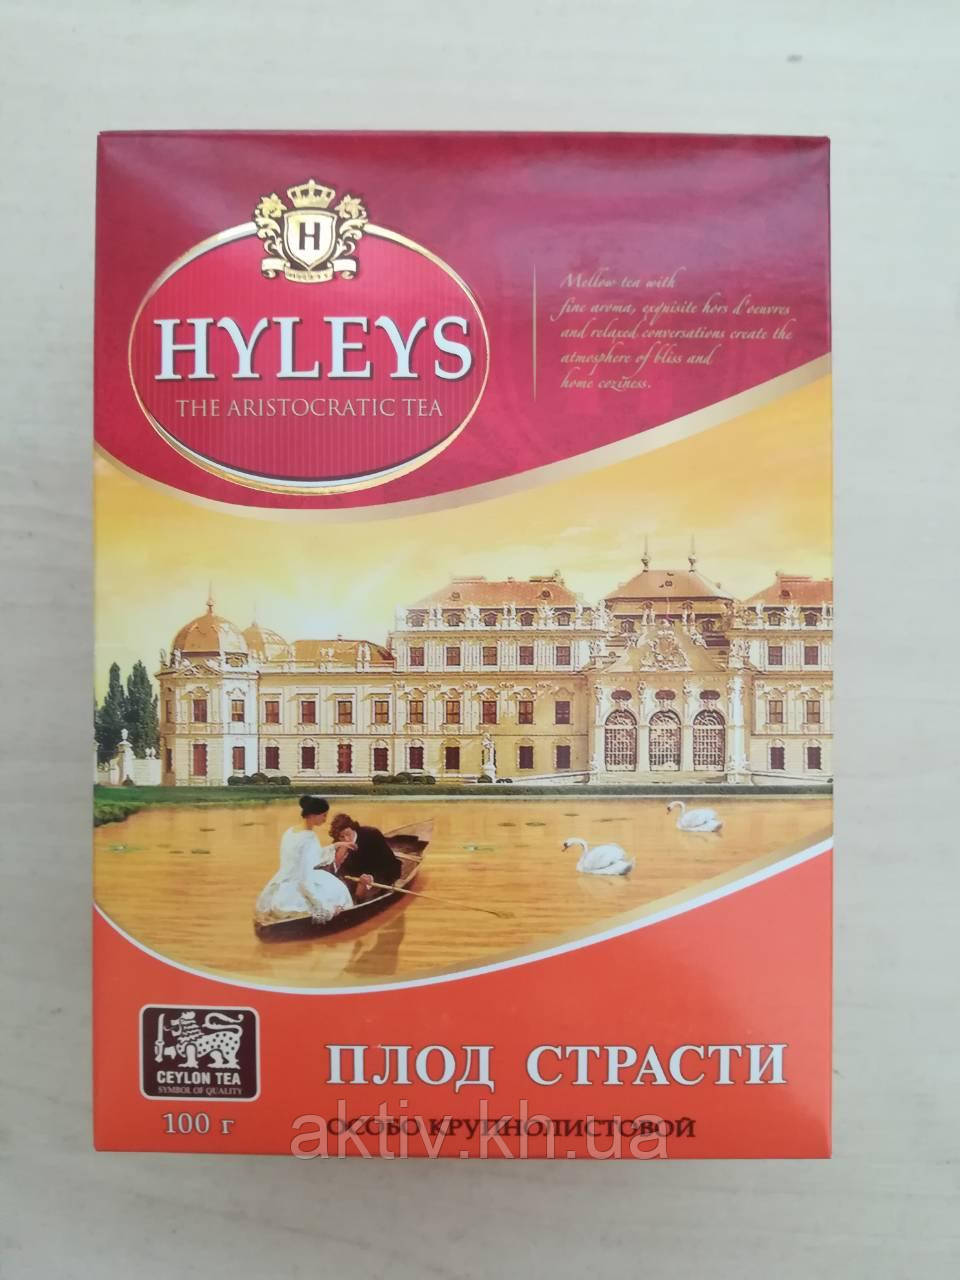 H
HYLEYS
HYLEYS
THE ARISTOCRATIC TEA
Mellow tea with
fine aroma, exquisite hors d'oeuvres
and relaxed conversations create the
atmosphere of bliss and
home coziness.
CEYLON TEA
SYMBOL OF QUALITY
100 г
ПЛОД СТРАСТИ
ОСОБО КРУПНОЛИСТОВОЙ
aktiv.kh.ua